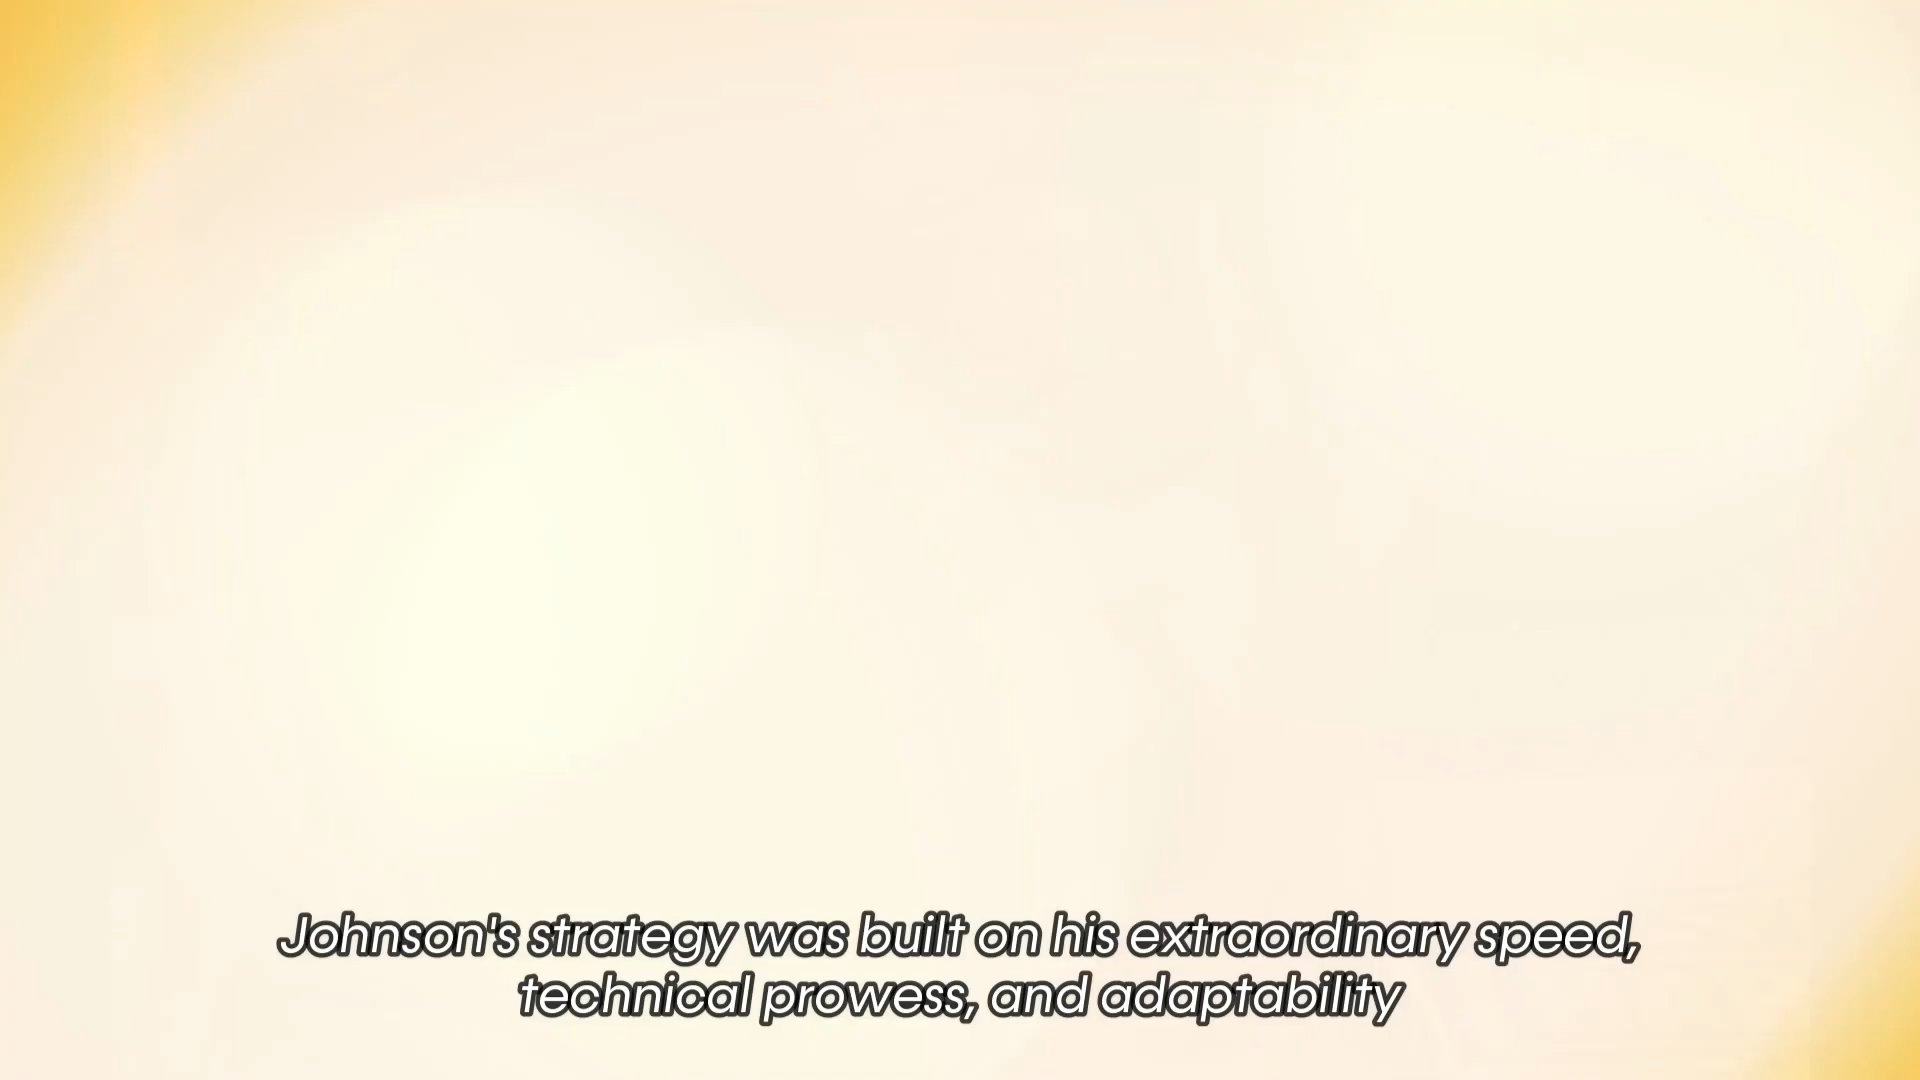 Johnson's strategy was built on his extraordinary speed,
technical prowess, and adaptability